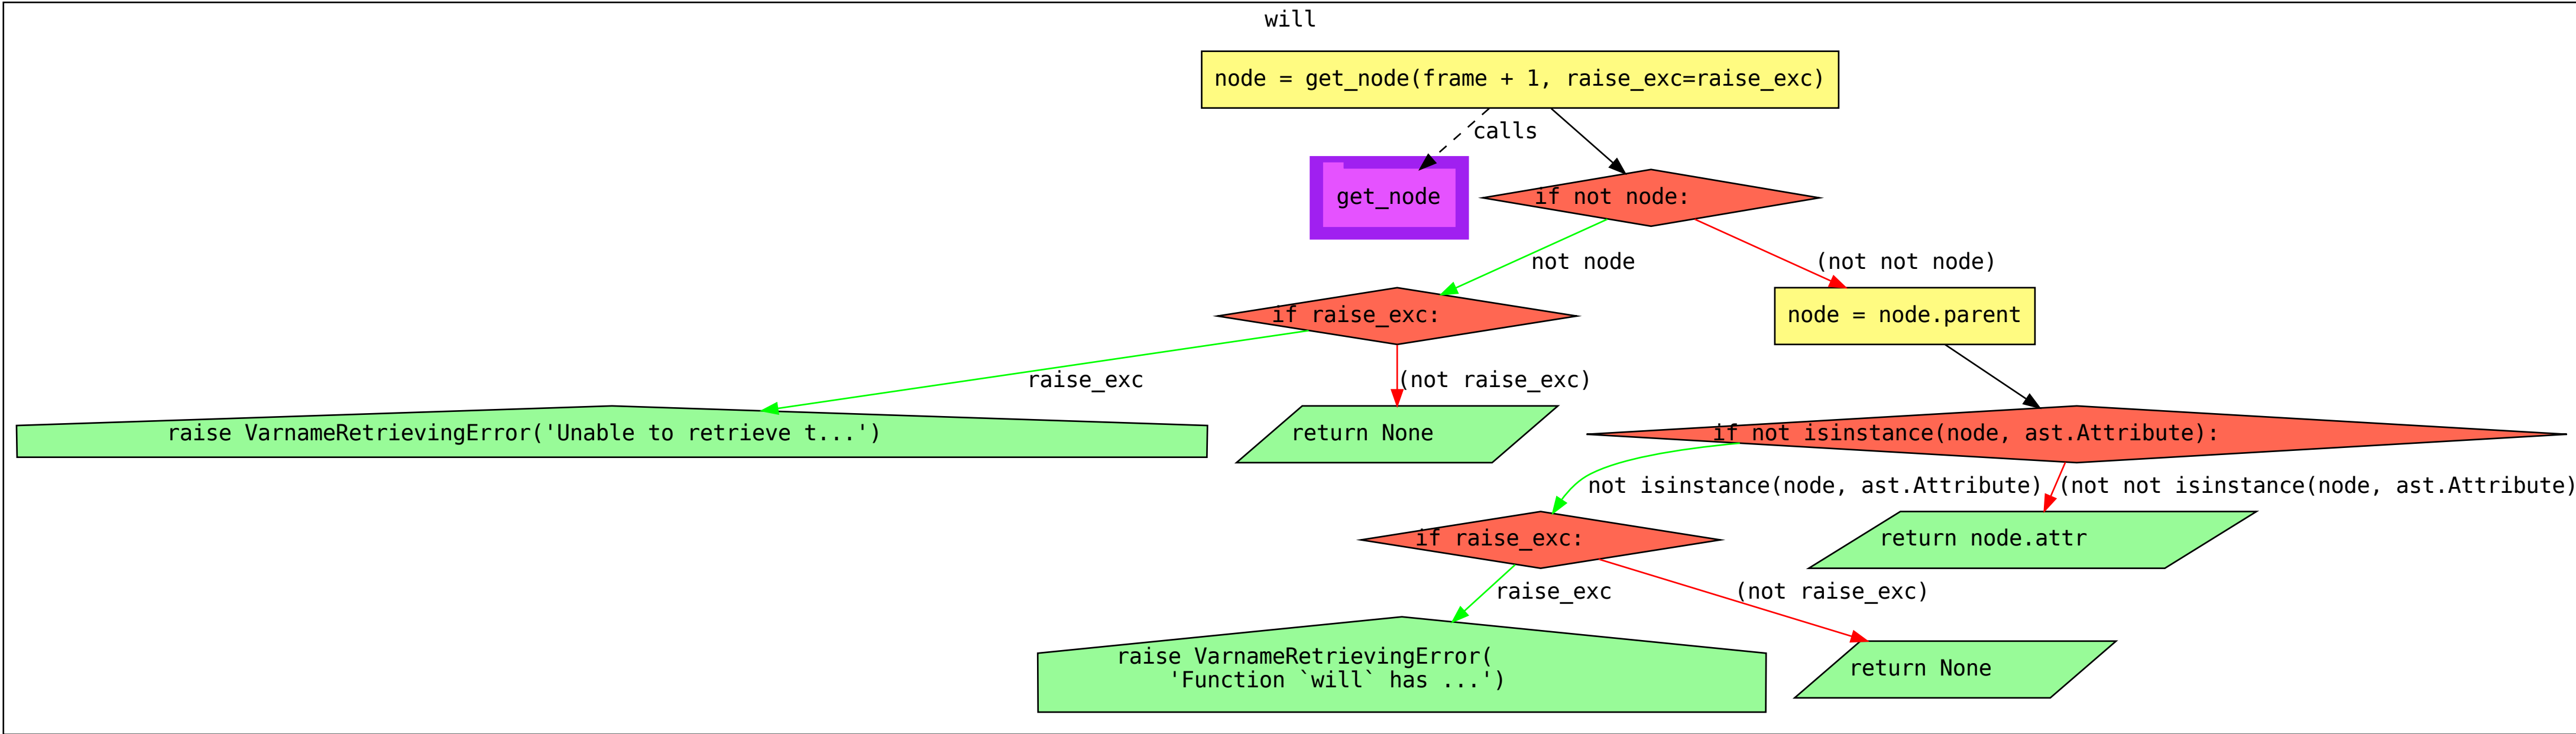 will
node = get_node(frame + 1, raise_exc=raise_exc)
calls
get_node
if not node:
not node
(not not node)
if raise_exc:
node = node.parent
raise_exc
(not raise_exc)
raise VarnameRetrievingError('Unable to retrieve t...')
return None
if not isinstance(node, ast.Attribute):
not isinstance(node, ast.Attribute)
(not not isinstance(node, ast.Attribute)
if raise_exc:
return node.attr
raise_exc
(not raise_exc)
raise VarnameRetrievingError(
'Function `will` has ...')
return None